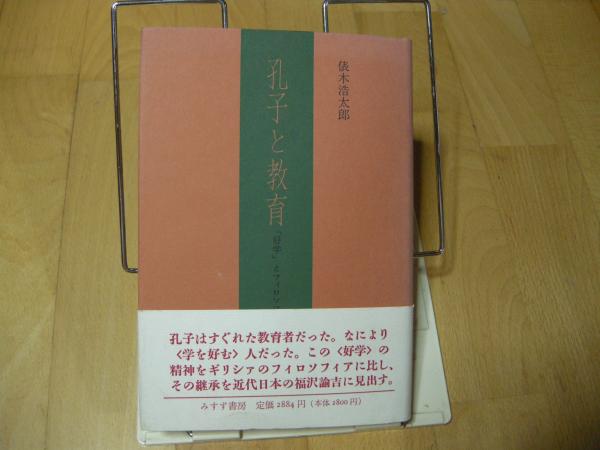 俵木浩太郎
孔子と教育
「好学」とフィロソ
孔子はすぐれた教育者だった。なにより
〈学を好む〉人だった。この〈好学〉の
精神をギリシァのフィロソフィアに比し、
その継承を近代日本の福沢諭吉に見出す。
みすず書房 定価2884円(本体2800円)